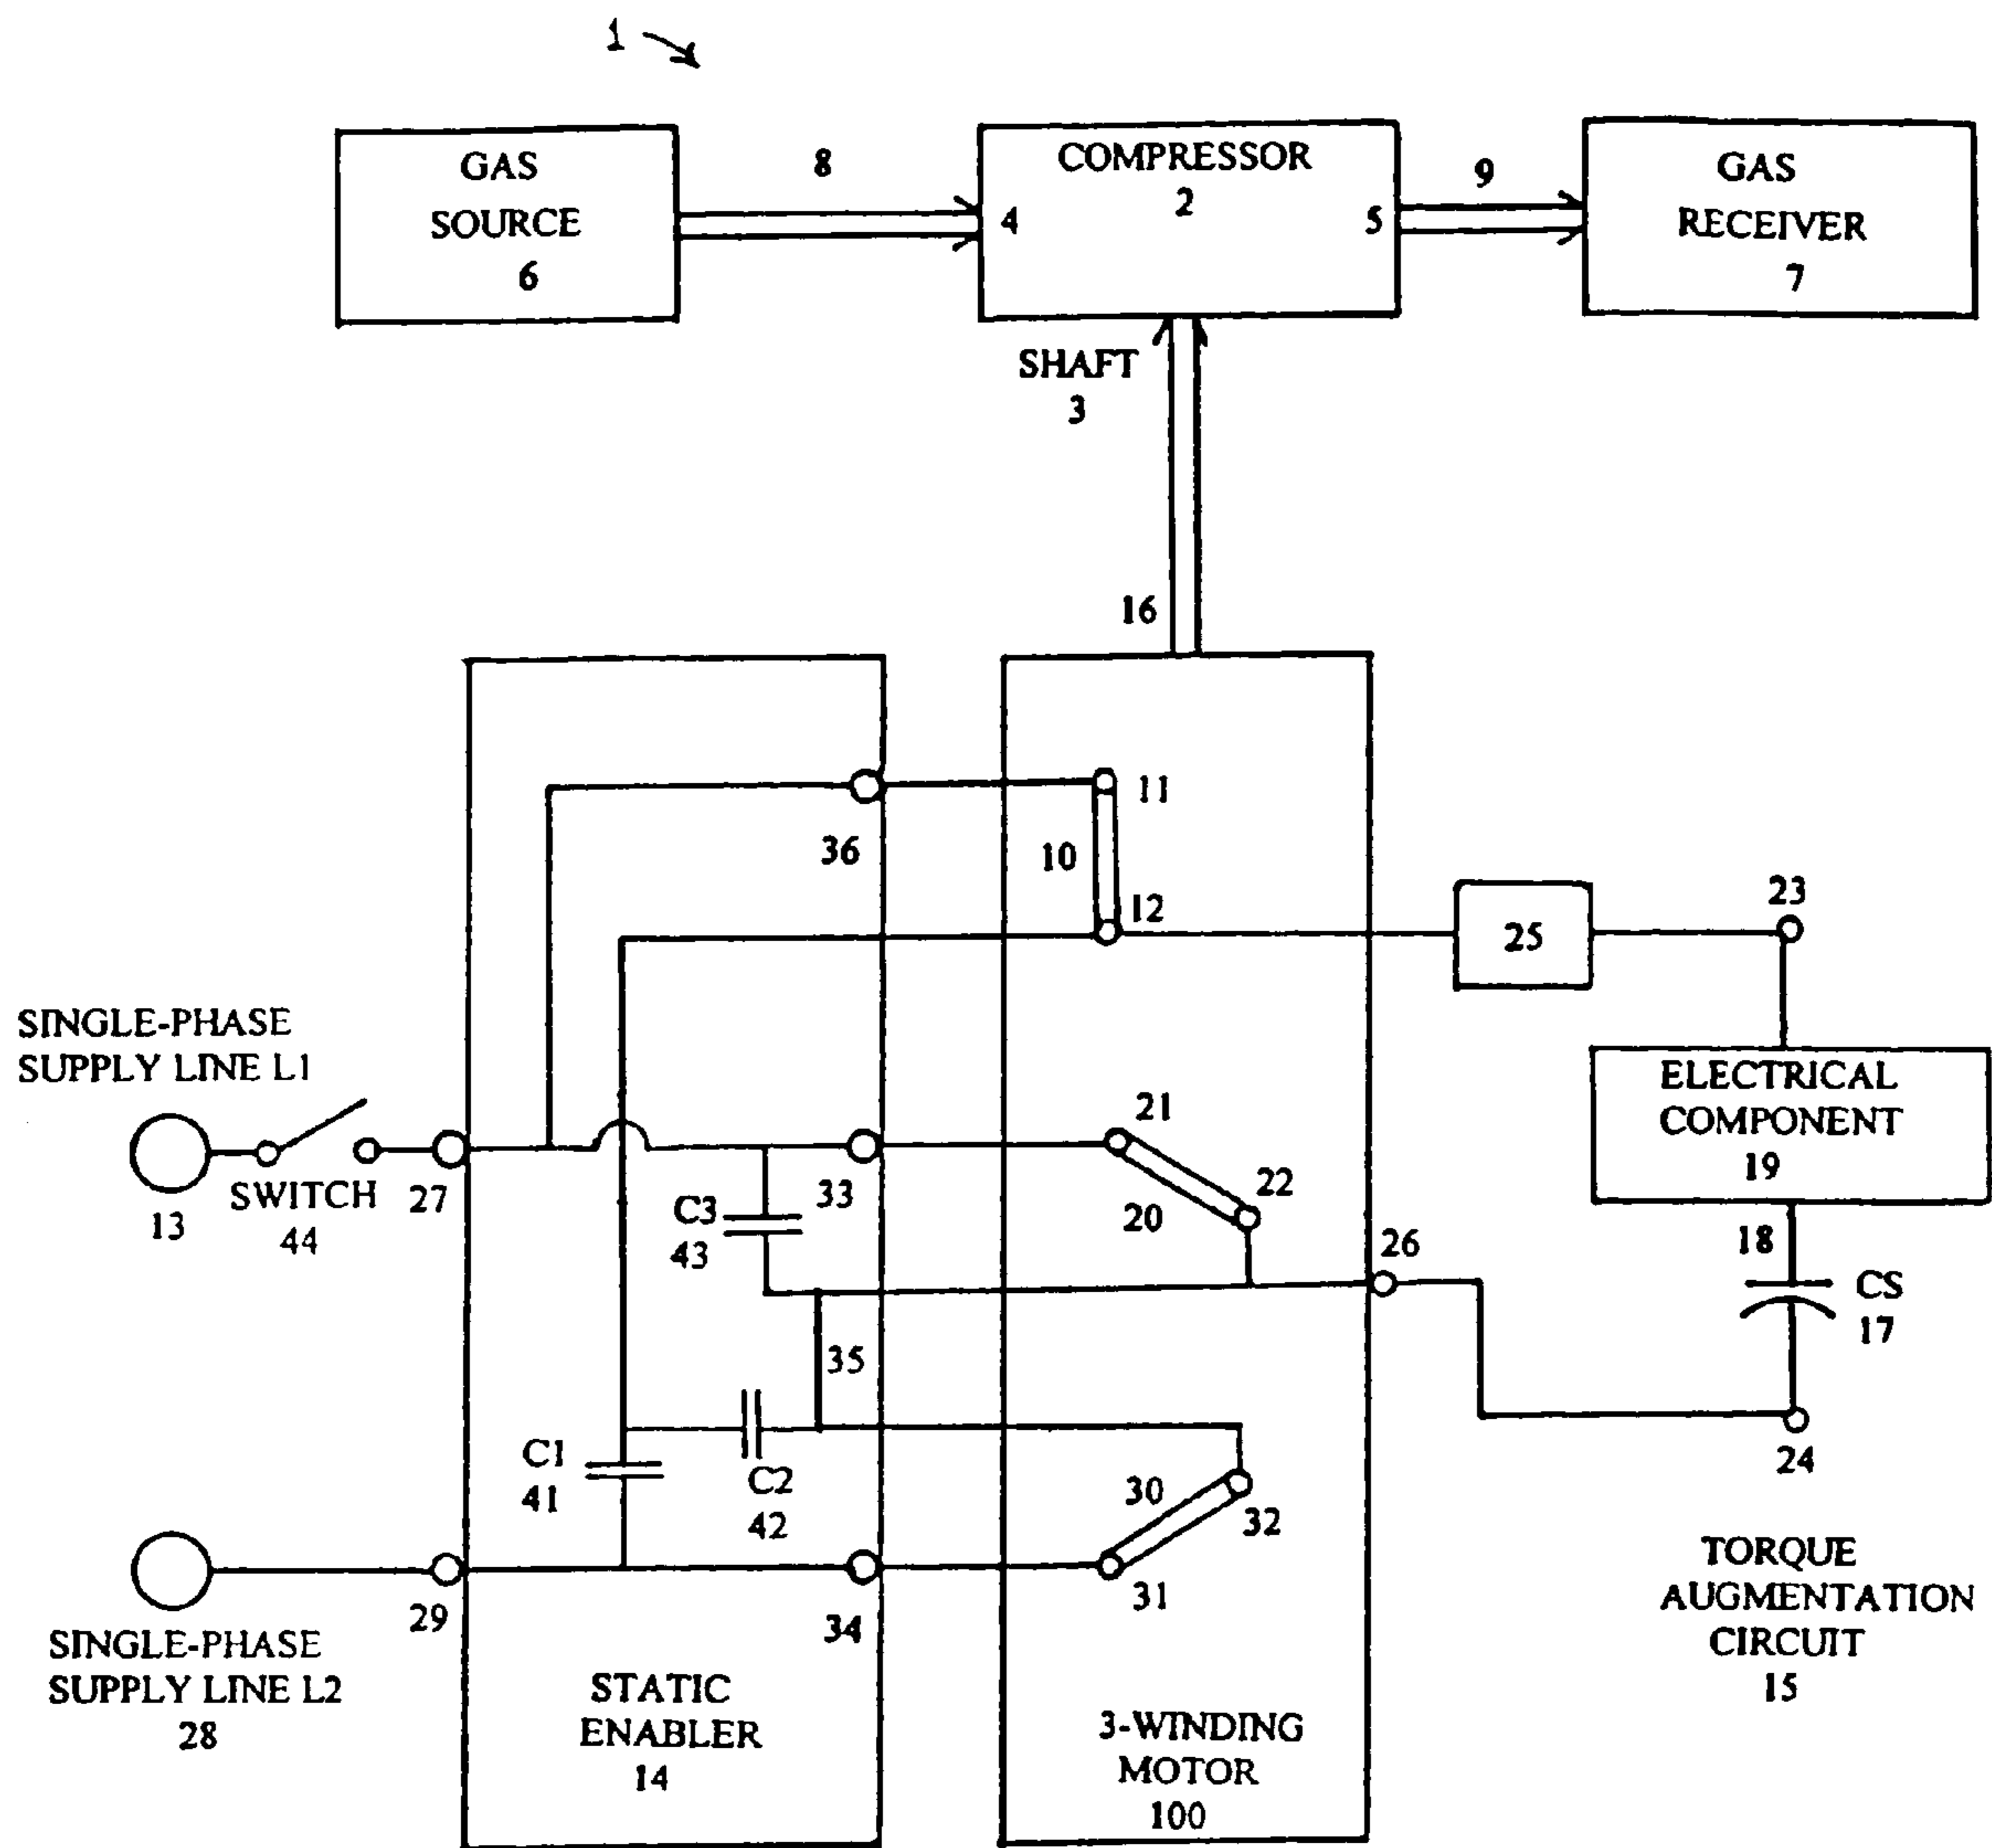 1
GAS
SOURCE
6
8
COMPRESSOR
2
4
5
9
GAS
RECEIVER
7
SHAFT
3
16
11
36
10
12
25
23
SINGLE-PHASE
SUPPLY LINE L1
13
SWITCH
44
27
C3
43
33
21
20
22
26
ELECTRICAL
COMPONENT
19
18
CS
17
24
35
C1
41
C2
42
30
32
31
29
34
SINGLE-PHASE
SUPPLY LINE L2
28
STATIC
ENABLER
14
3-WINDING
MOTOR
100
TORQUE
AUGMENTATION
CIRCUIT
15